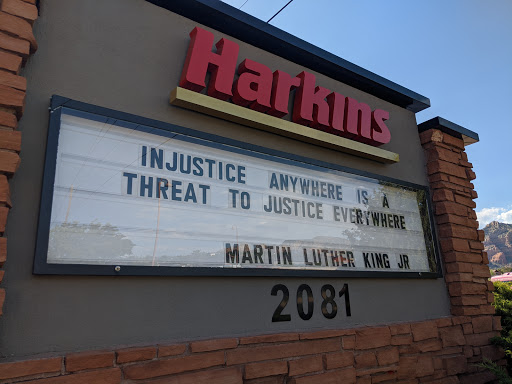 Harkins
INJUSTICE ANYWHERE IS A
THREAT TO JUSTICE EVERYWHERE
MARTIN LUTHER KING JR
2081